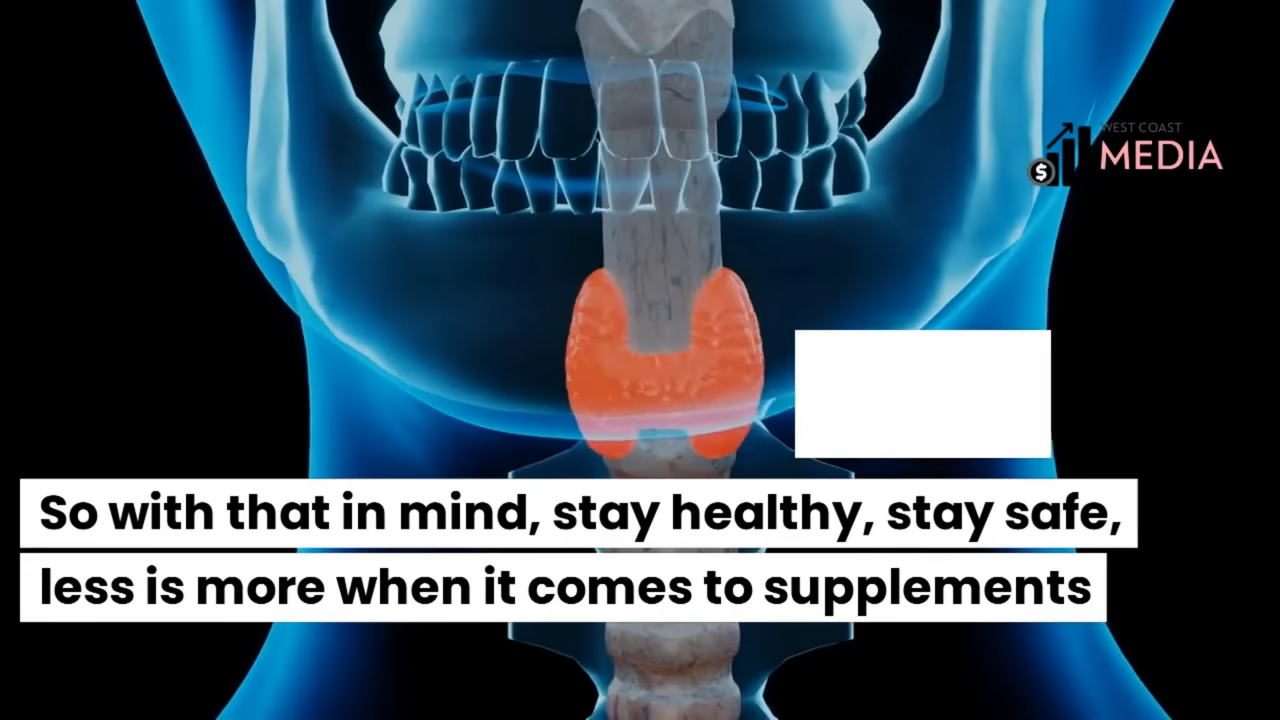 WEST COAST
MEDIA
$
So with that in mind, stay healthy, stay safe,
less is more when it comes to supplements